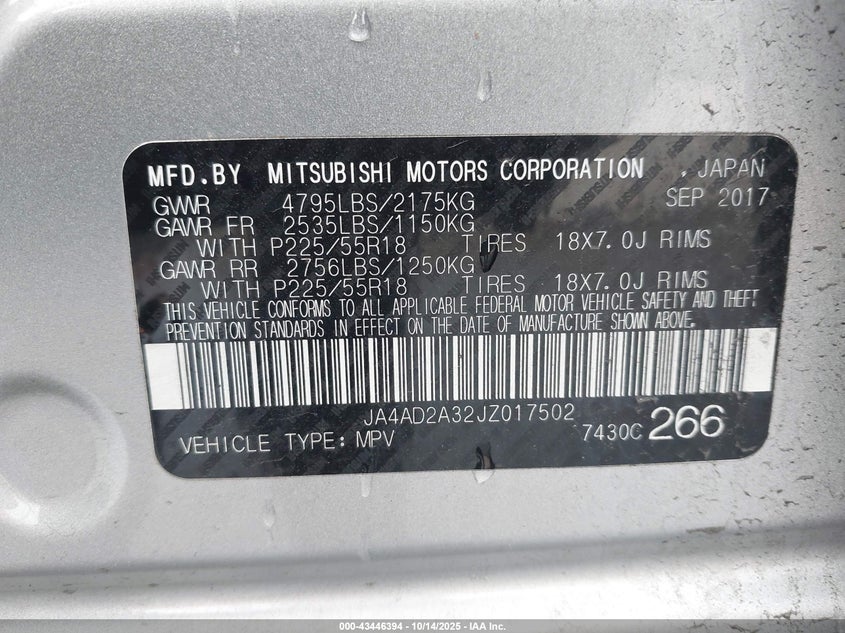 MFD.BY MITSUBISHI MOTORS CORPORATION , JAPAN
GVWR 4795LBS/2175KG SEP 2017
GAWR FR 2535LBS/1150KG
WITH P225/55R18 TIRES 18X7.0J RIMS
GAWR RR 2756LBS/1250KG
WITH P225/55R18 TIRES 18X7.0J RIMS
THIS VEHICLE CONFORMS TO ALL APPLICABLE FEDERAL MOTOR VEHICLE SAFETY AND THEFT
PREVENTION STANDARDS IN EFFECT ON THE DATE OF MANUFACTURE SHOWN ABOVE.
JA4AD2A32JZ017502
VEHICLE TYPE: MPV 7430C 266
000-43446394 - 10/14/2025 - IAA Inc.